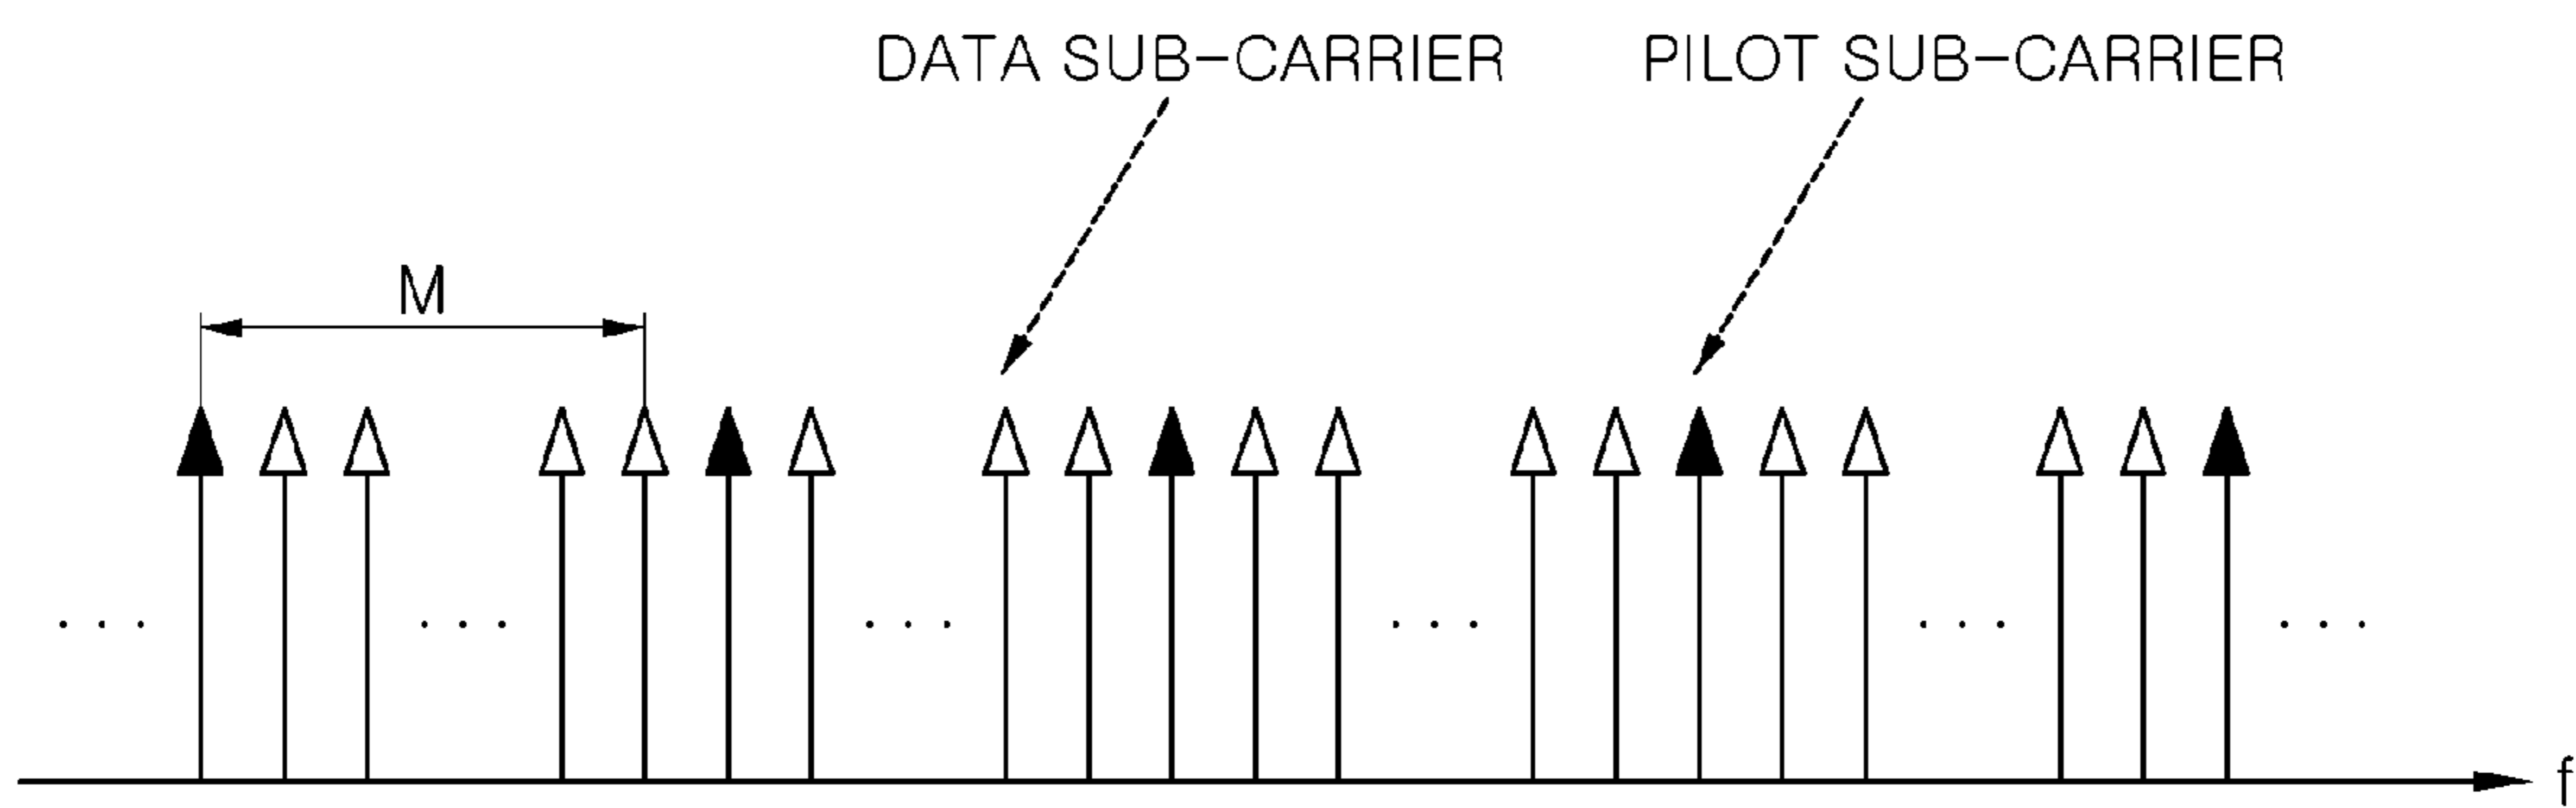 DATA SUB-CARRIER PILOT SUB-CARRIER
M
. . . . . . . . . . . . . . . . . .
f